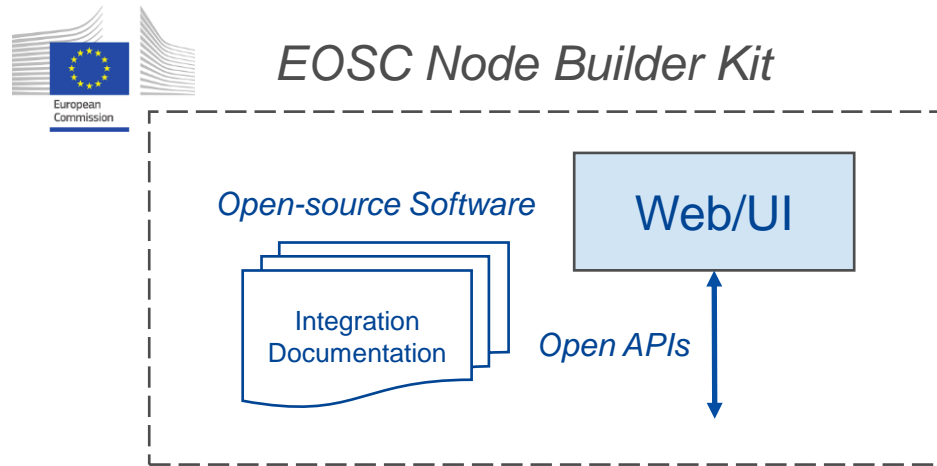 EOSC Node Builder Kit
European
Commission
Open-source Software
Web/UI
Integration
Documentation
Open APIs